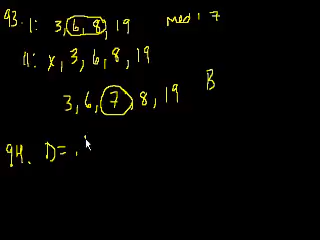 93. I: 3, 6, 8, 19 med: 7
II: x, 3, 6, 8, 19
3, 6, 7, 8, 19 B
94. D = .